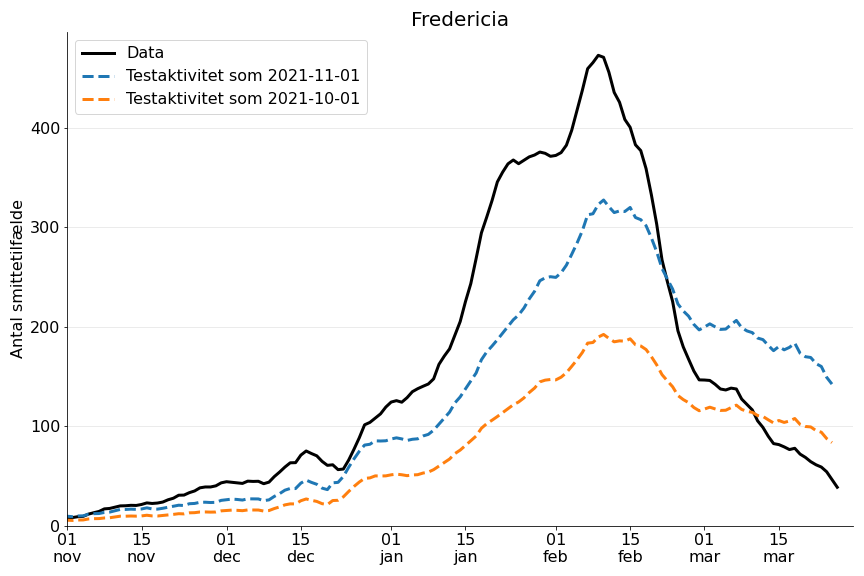 Fredericia
Data
Testaktivitet som 2021-11-01
Testaktivitet som 2021-10-01
Antal smittetilfælde
400
300
200
100
0
01 15 01 15 01 15 01 15 01 15
nov nov dec dec jan jan feb feb mar mar